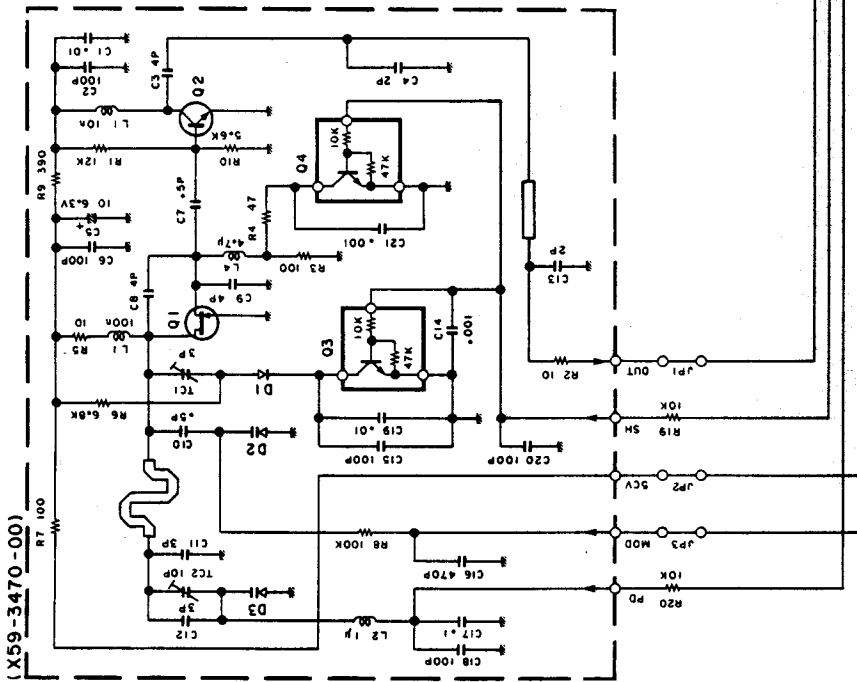 (X59-3470-00)
C1 .01
C2 100P
L1 10n
R1 12K
R9 390
C5 10 6.3V
+
C6 100P
R5 10
L1 100n
R6 6.8K
R7 100
C3 4P
C4 2P
Q2
5.6K
R10
C7 .5P
R4 47
L4 4.7μ
R3 100
C9 4P
C8 4P
Q1
TC1 3P
D1
C10 .5P
D2
C11 3P
TC2 10P
3P
C12
D3
L2 1μ
C17 .1
C18 100P
C16 470P
R8 100K
Q4
10K
47K
C21 .001
Q3
10K
47K
C14 .001
C19 .01
C15 100P
C20 100P
C13 2P
R2 10
OUT
JP1
SH
R19 10K
5CV
JP2
MOD
JP3
PD
R20 10K